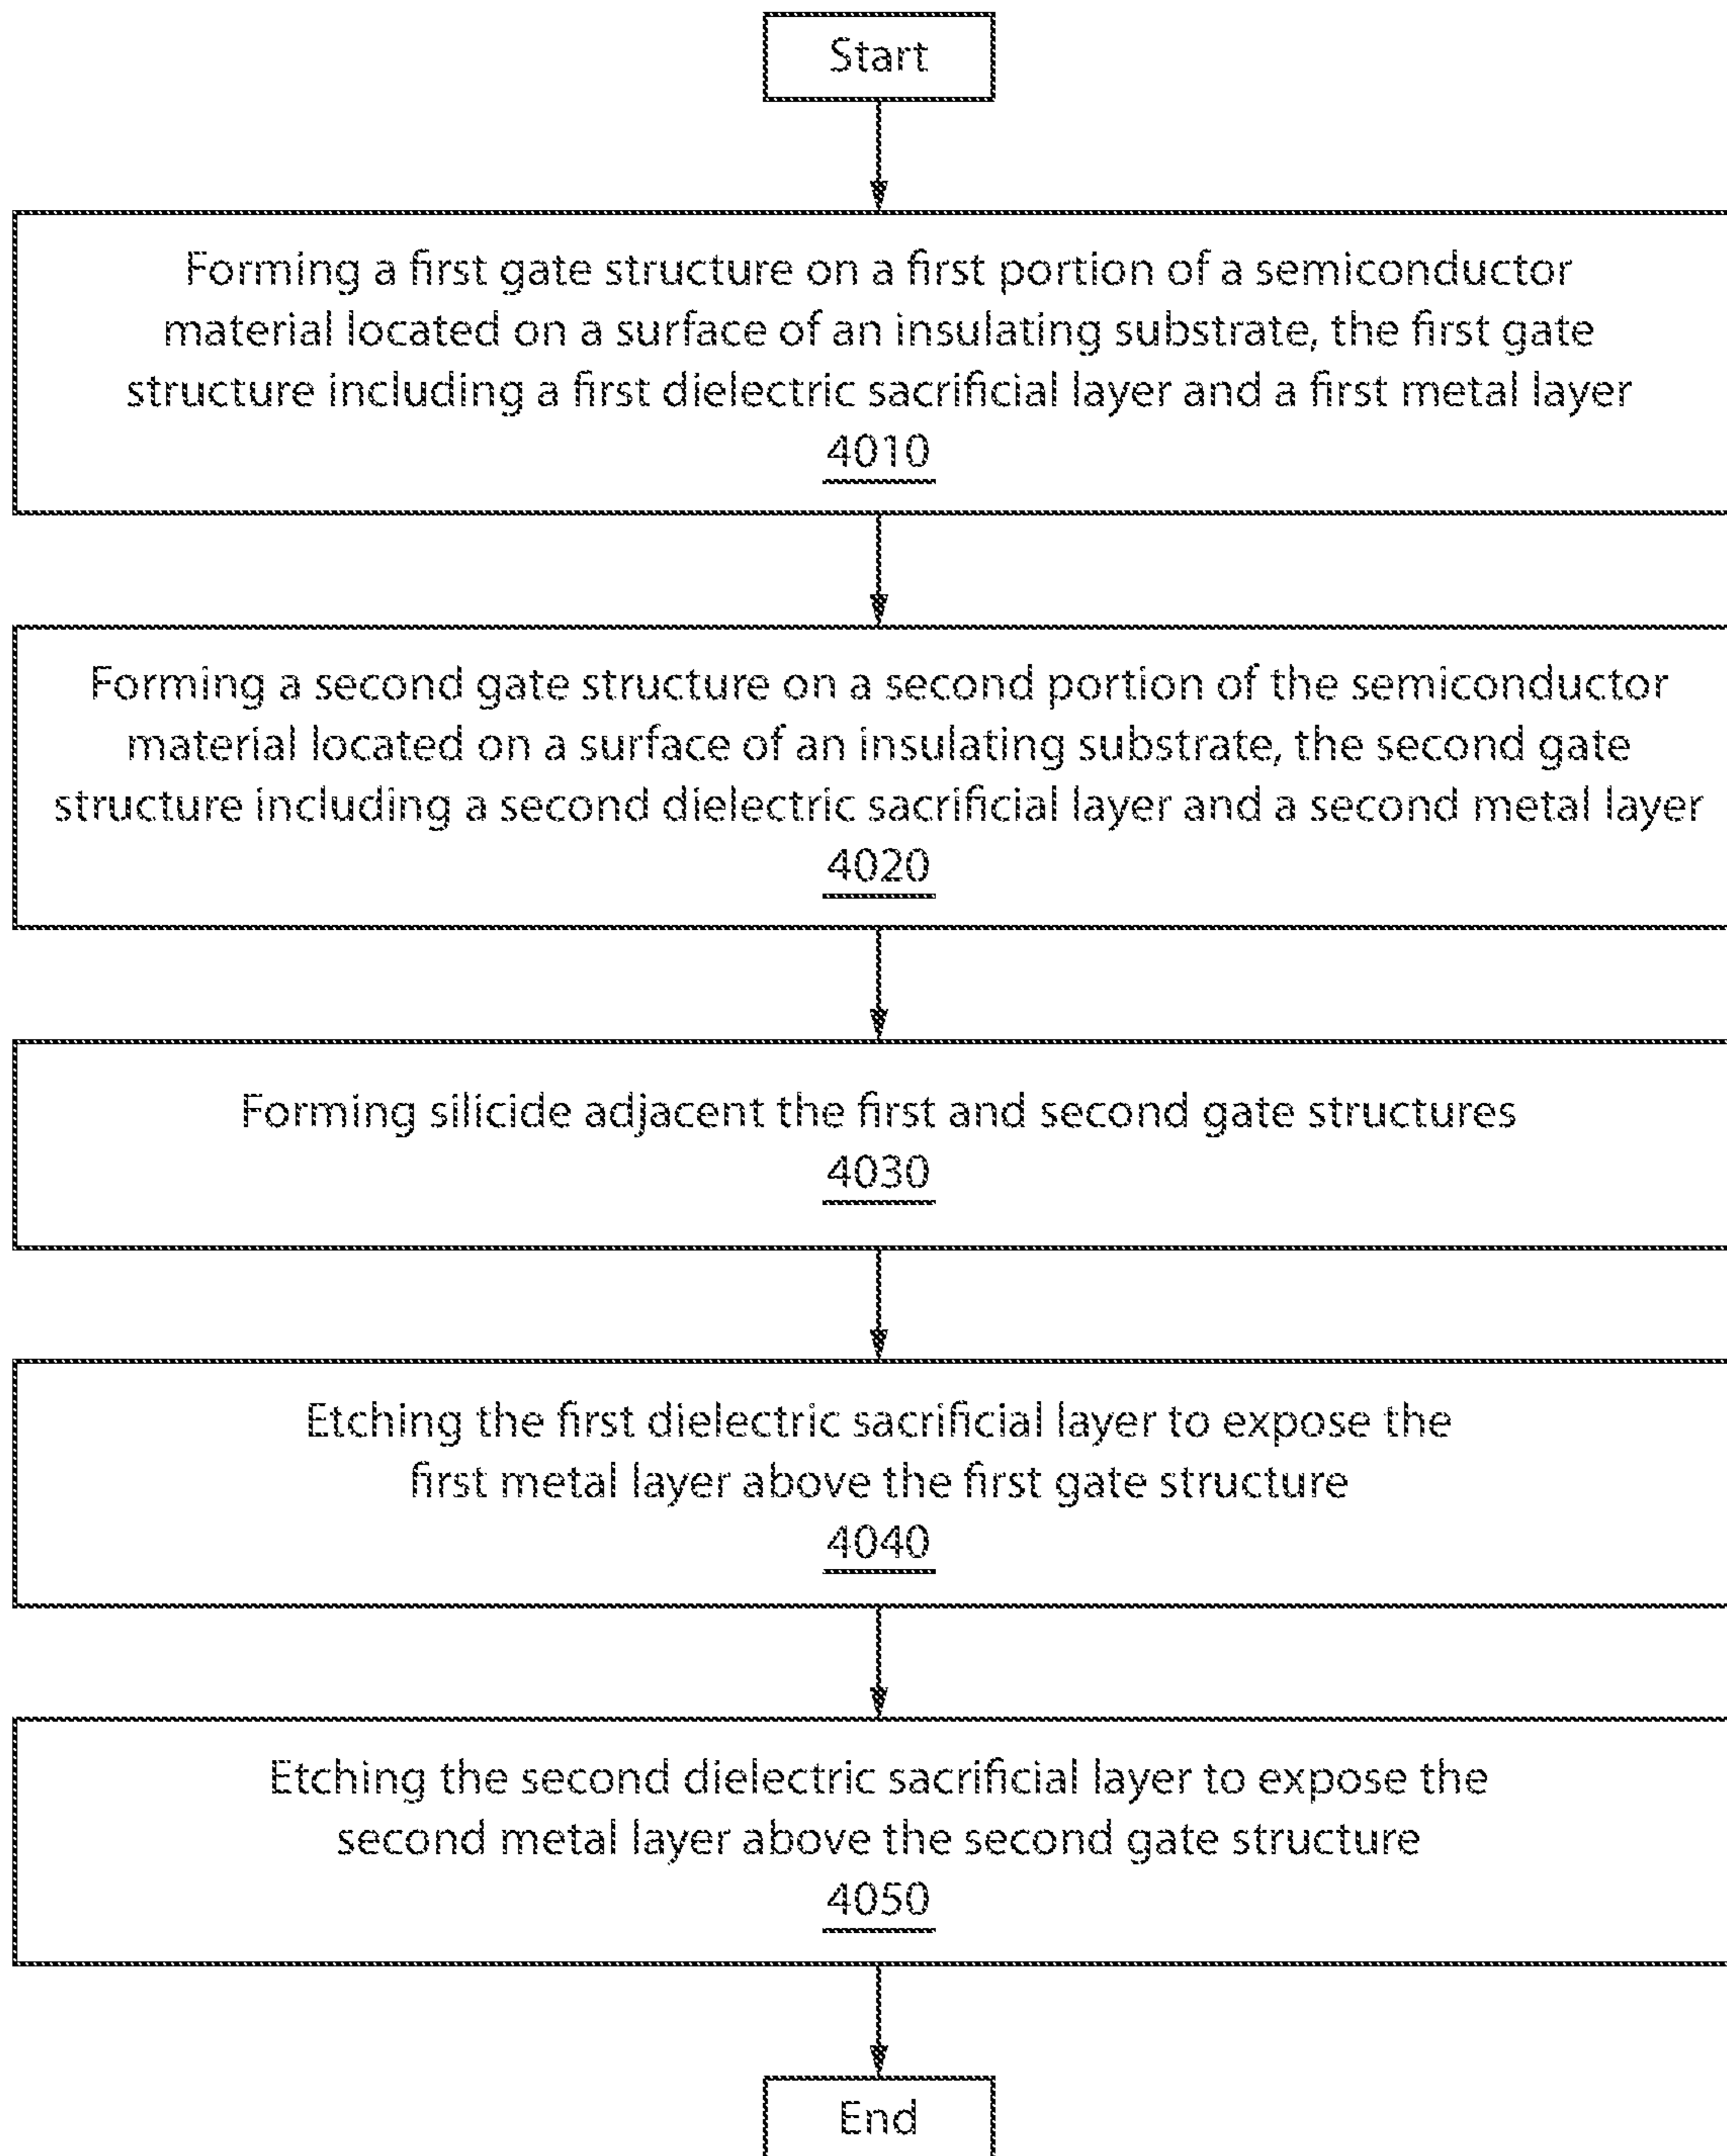 Start
Forming a first gate structure on a first portion of a semiconductor
material located on a surface of an insulating substrate, the first gate
structure including a first dielectric sacrificial layer and a first metal layer
4010
Forming a second gate structure on a second portion of the semiconductor
material located on a surface of an insulating substrate, the second gate
structure including a second dielectric sacrificial layer and a second metal layer
4020
Forming silicide adjacent the first and second gate structures
4030
Etching the first dielectric sacrificial layer to expose the
first metal layer above the first gate structure
4040
Etching the second dielectric sacrificial layer to expose the
second metal layer above the second gate structure
4050
End